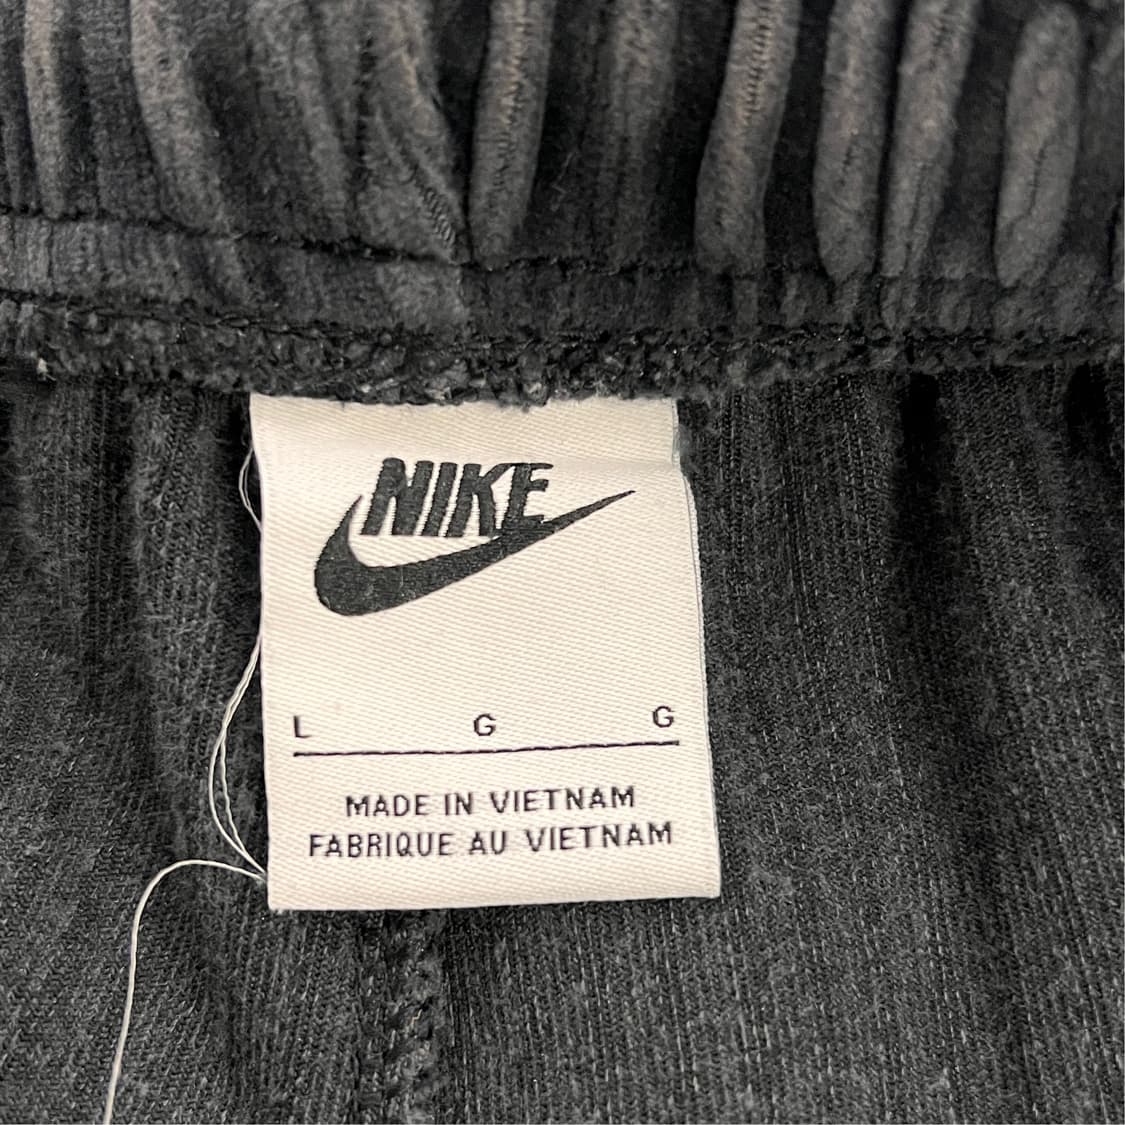 NIKE
L G G
MADE IN VIETNAM
FABRIQUE AU VIETNAM